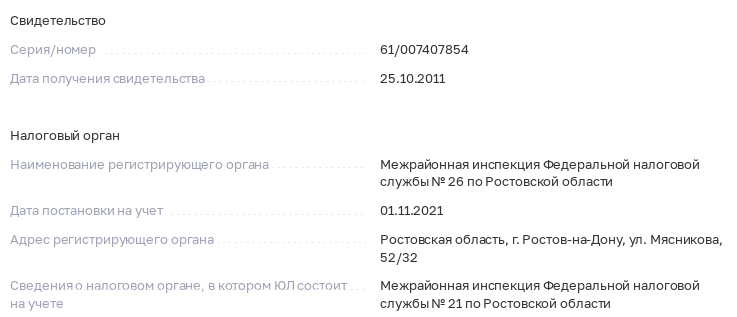 Свидетельство
Серия/номер 61/007407854
Дата получения свидетельства 25.10.2011
Налоговый орган
Наименование регистрирующего органа Межрайонная инспекция Федеральной налоговой
службы № 26 по Ростовской области
Дата постановки на учет 01.11.2021
Адрес регистрирующего органа Ростовская область, г. Ростов-на-Дону, ул. Мясникова,
52/32
Сведения о налоговом органе, в котором ЮЛ состоит Межрайонная инспекция Федеральной налоговой
на учете службы № 21 по Ростовской области